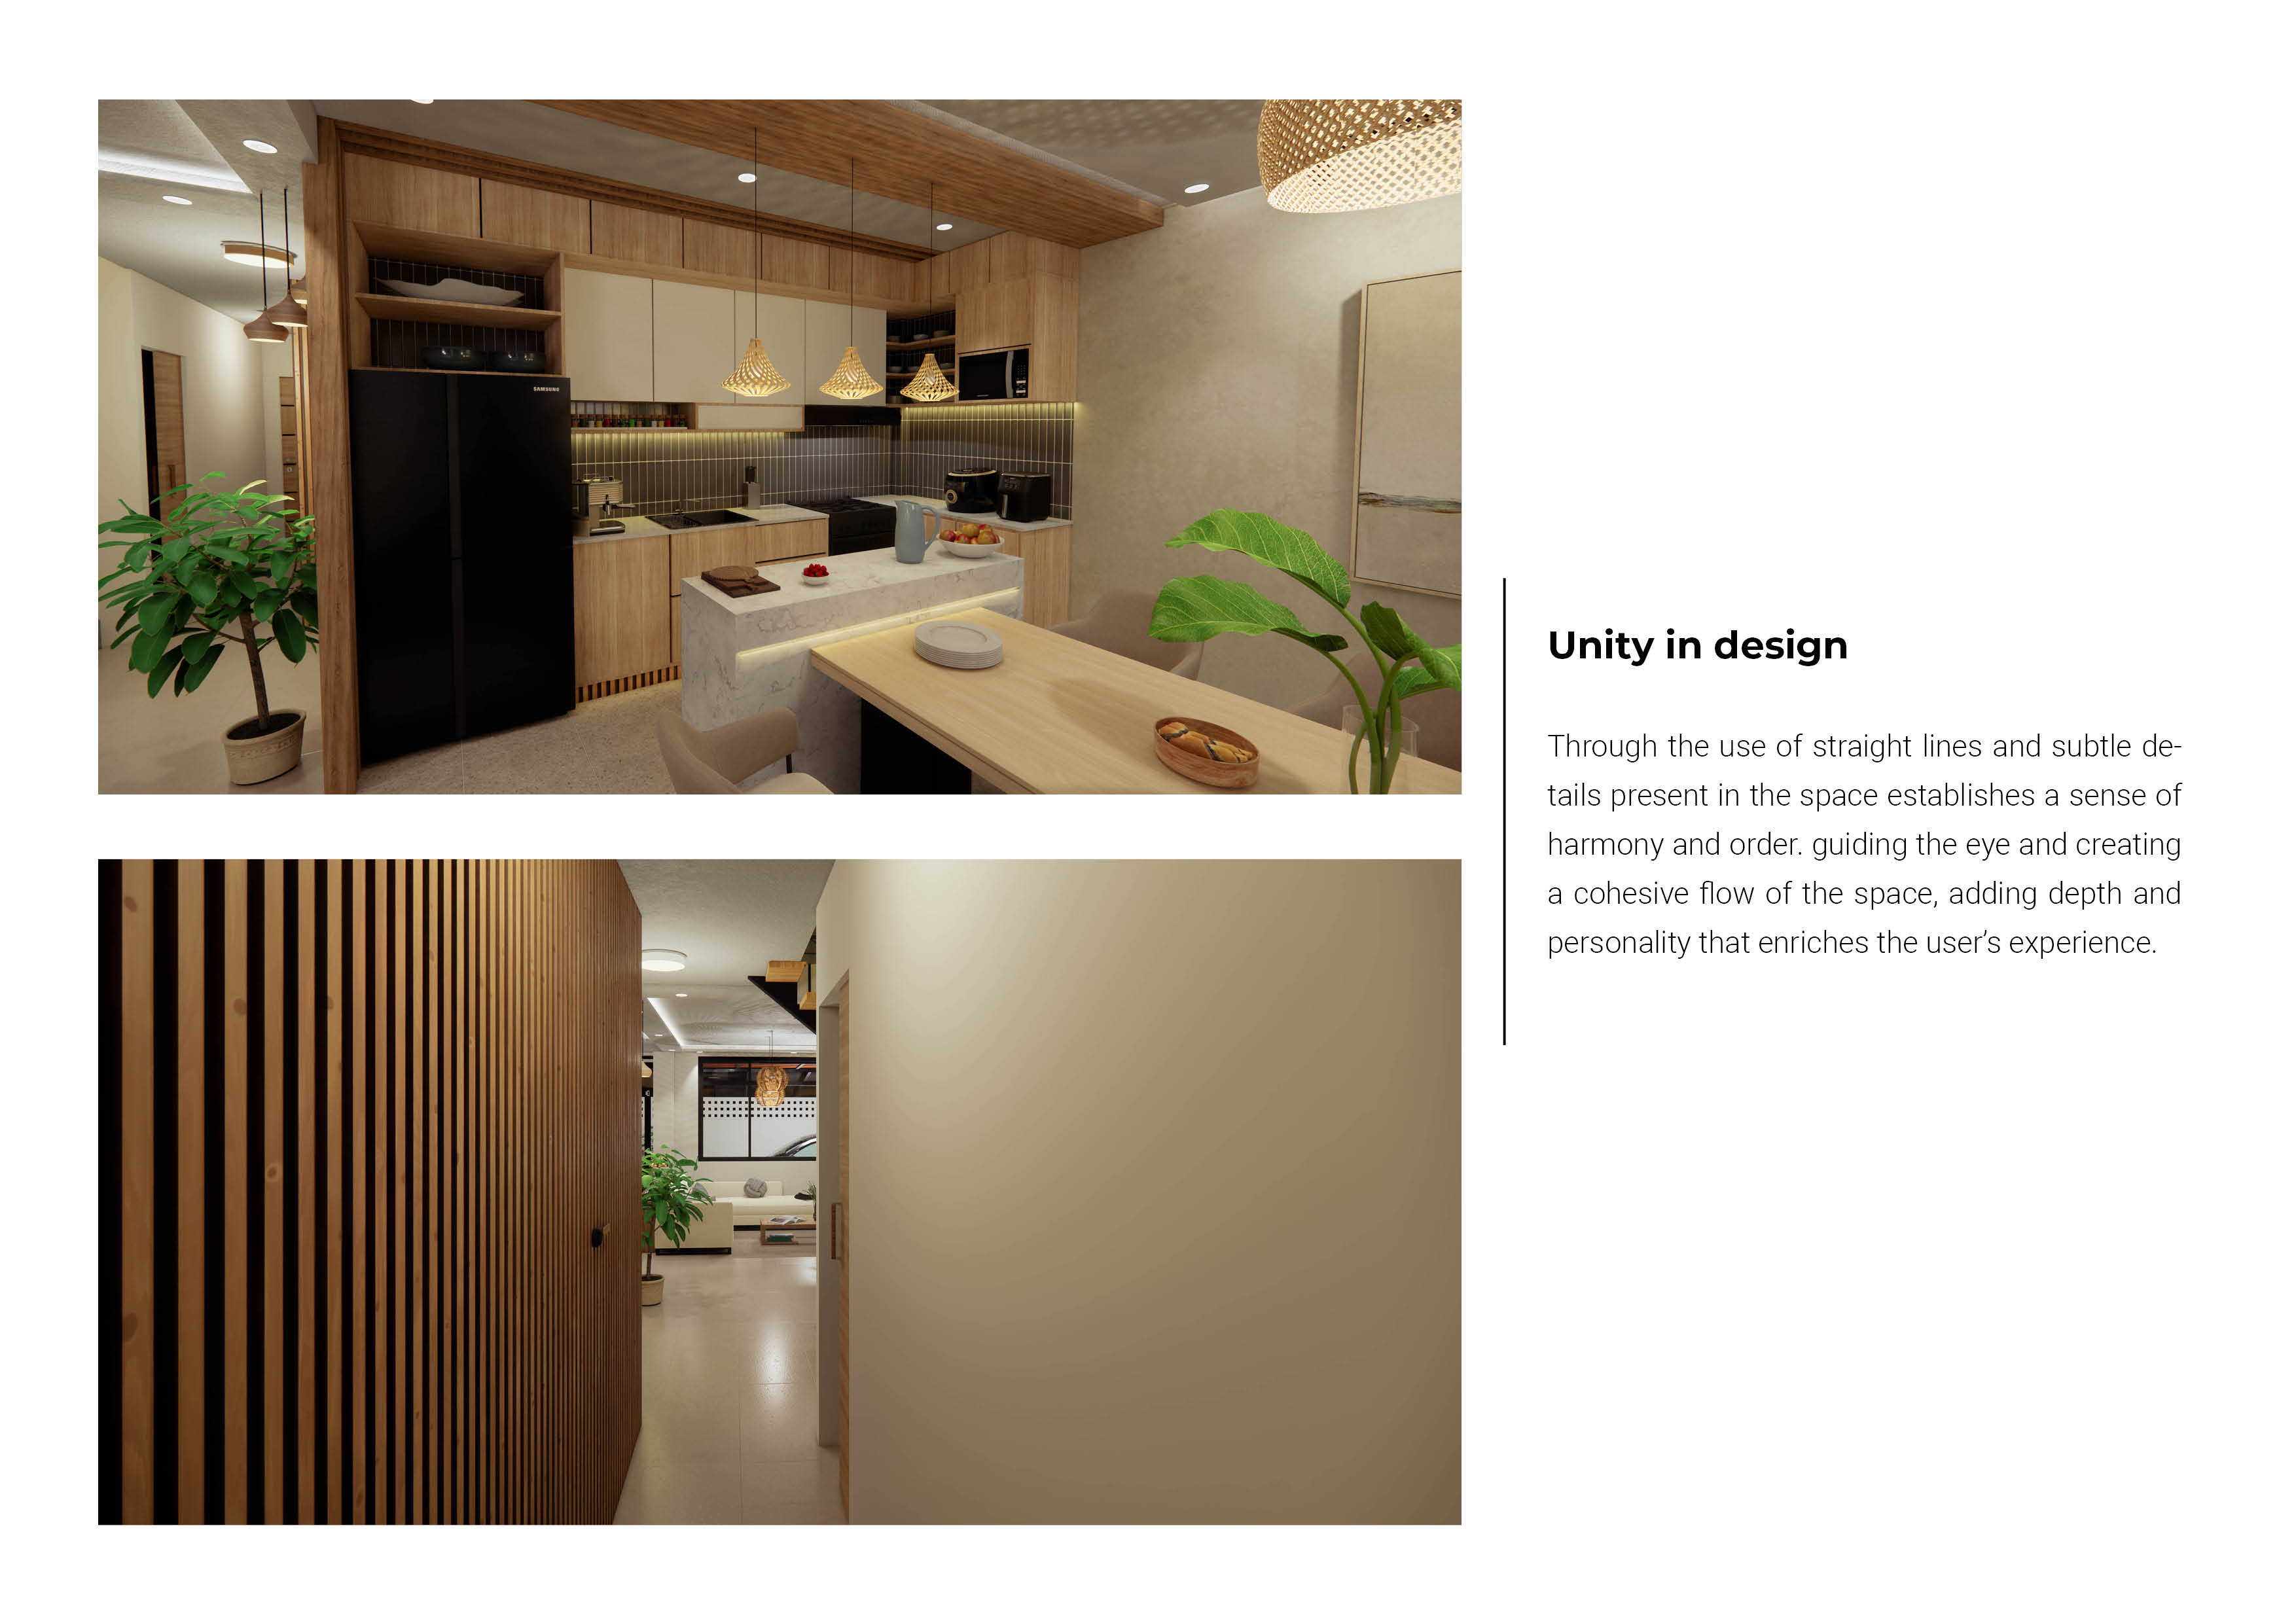 SAMSUNG
Unity in design
Through the use of straight lines and subtle de-
tails present in the space establishes a sense of
harmony and order. guiding the eye and creating
a cohesive flow of the space, adding depth and
personality that enriches the user’s experience.